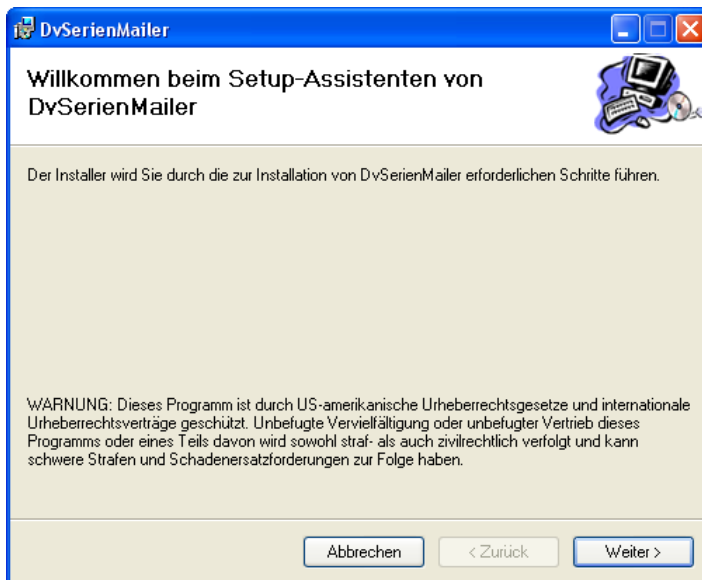 DvSerienMailer
Willkommen beim Setup-Assistenten von
DvSerienMailer
Der Installer wird Sie durch die zur Installation von DvSerienMailer erforderlichen Schritte führen.
WARNUNG: Dieses Programm ist durch US-amerikanische Urheberrechtsgesetze und internationale
Urheberrechtsverträge geschützt. Unbefugte Vervielfältigung oder unbefugter Vertrieb dieses
Programms oder eines Teils davon wird sowohl straf- als auch zivilrechtlich verfolgt und kann
schwere Strafen und Schadenersatzforderungen zur Folge haben.
Abbrechen < Zurück Weiter >